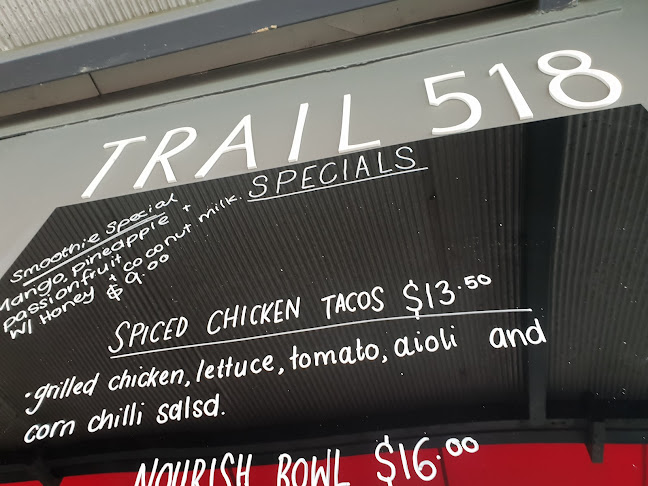 TRAIL 518
SPECIALS
Smoothie Special
Mango, pineapple +
passionfruit + coconut milk.
W/ Honey $9.00
SPICED CHICKEN TACOS $13.50
·grilled chicken, lettuce, tomato, aioli and
corn chilli salsa.
NOURISH BOWL $16.00